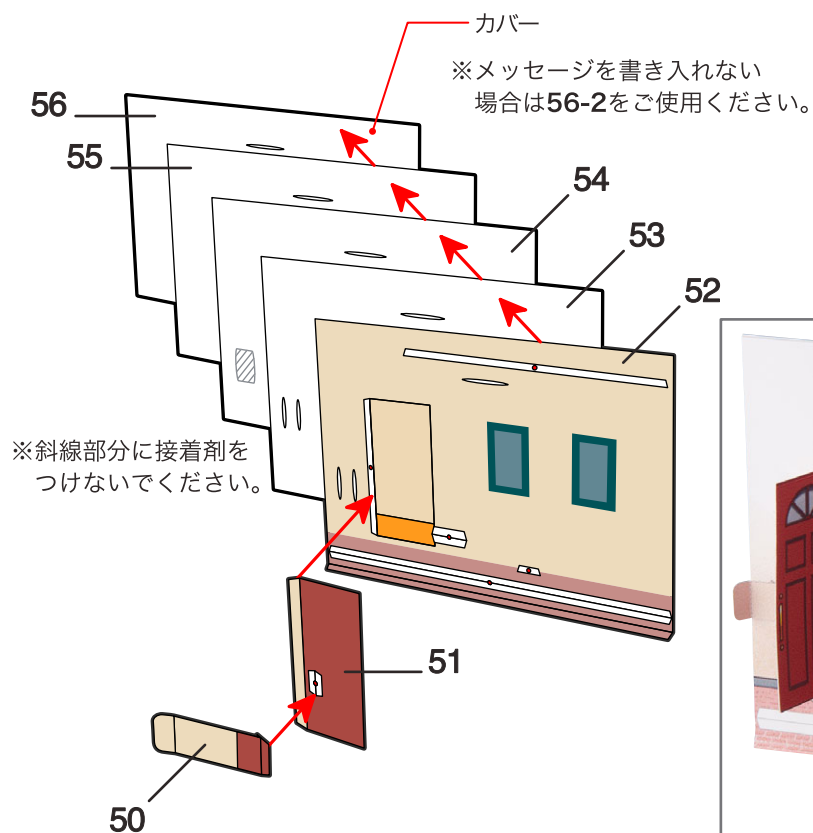 カバー
※メッセージを書き入れない
場合は56-2をご使用ください。
56
55
54
53
52
※斜線部分に接着剤を
つけないでください。
51
50